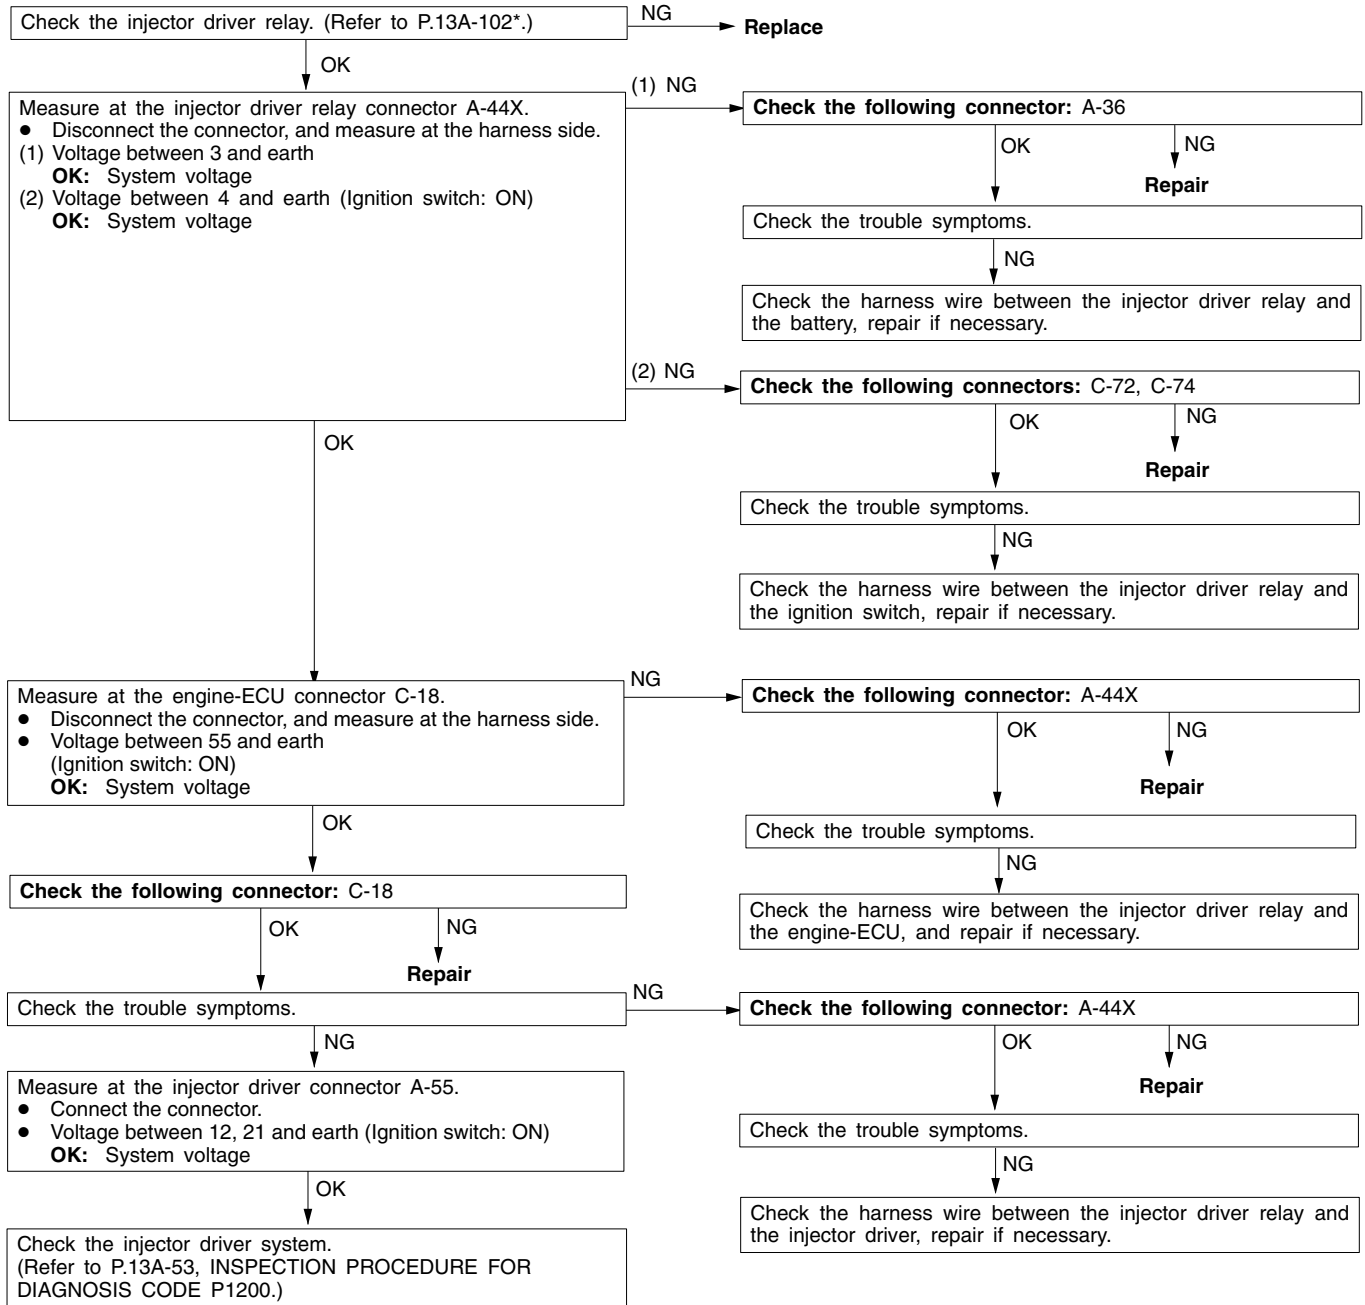 Check the injector driver relay. (Refer to P.13A-102*.)
NG
Replace
OK
Measure at the injector driver relay connector A-44X.
● Disconnect the connector, and measure at the harness side.
(1) Voltage between 3 and earth
OK: System voltage
(2) Voltage between 4 and earth (Ignition switch: ON)
OK: System voltage
(1) NG
Check the following connector: A-36
OK
NG
Repair
Check the trouble symptoms.
NG
Check the harness wire between the injector driver relay and
the battery, repair if necessary.
(2) NG
Check the following connectors: C-72, C-74
OK
NG
Repair
Check the trouble symptoms.
NG
Check the harness wire between the injector driver relay and
the ignition switch, repair if necessary.
OK
Measure at the engine-ECU connector C-18.
● Disconnect the connector, and measure at the harness side.
● Voltage between 55 and earth
(Ignition switch: ON)
OK: System voltage
NG
Check the following connector: A-44X
OK
NG
Repair
Check the trouble symptoms.
NG
Check the harness wire between the injector driver relay and
the engine-ECU, and repair if necessary.
OK
Check the following connector: C-18
OK
NG
Repair
Check the trouble symptoms.
NG
Check the following connector: A-44X
OK
NG
Repair
Check the trouble symptoms.
NG
Check the harness wire between the injector driver relay and
the injector driver, repair if necessary.
NG
Measure at the injector driver connector A-55.
● Connect the connector.
● Voltage between 12, 21 and earth (Ignition switch: ON)
OK: System voltage
OK
Check the injector driver system.
(Refer to P.13A-53, INSPECTION PROCEDURE FOR
DIAGNOSIS CODE P1200.)